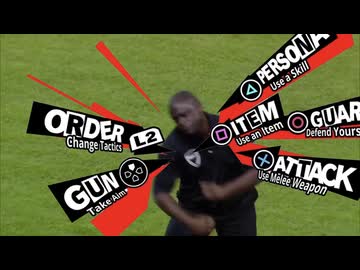 PERSONA
Use a Skill
ORDER
Change Tactics
L2
ITEM
Use an Item
GUAR
Defend Yours
GUN
Take Aim
ATTACK
Use Melee Weapon